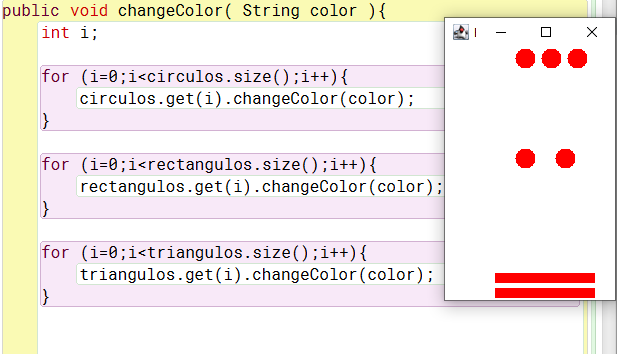 public void changeColor( String color ){
int i;
for (i=0;i<circulos.size();i++){
circulos.get(i).changeColor(color);
}
for (i=0;i<rectangulos.size();i++){
rectangulos.get(i).changeColor(color);
}
for (i=0;i<triangulos.size();i++){
triangulos.get(i).changeColor(color);
}